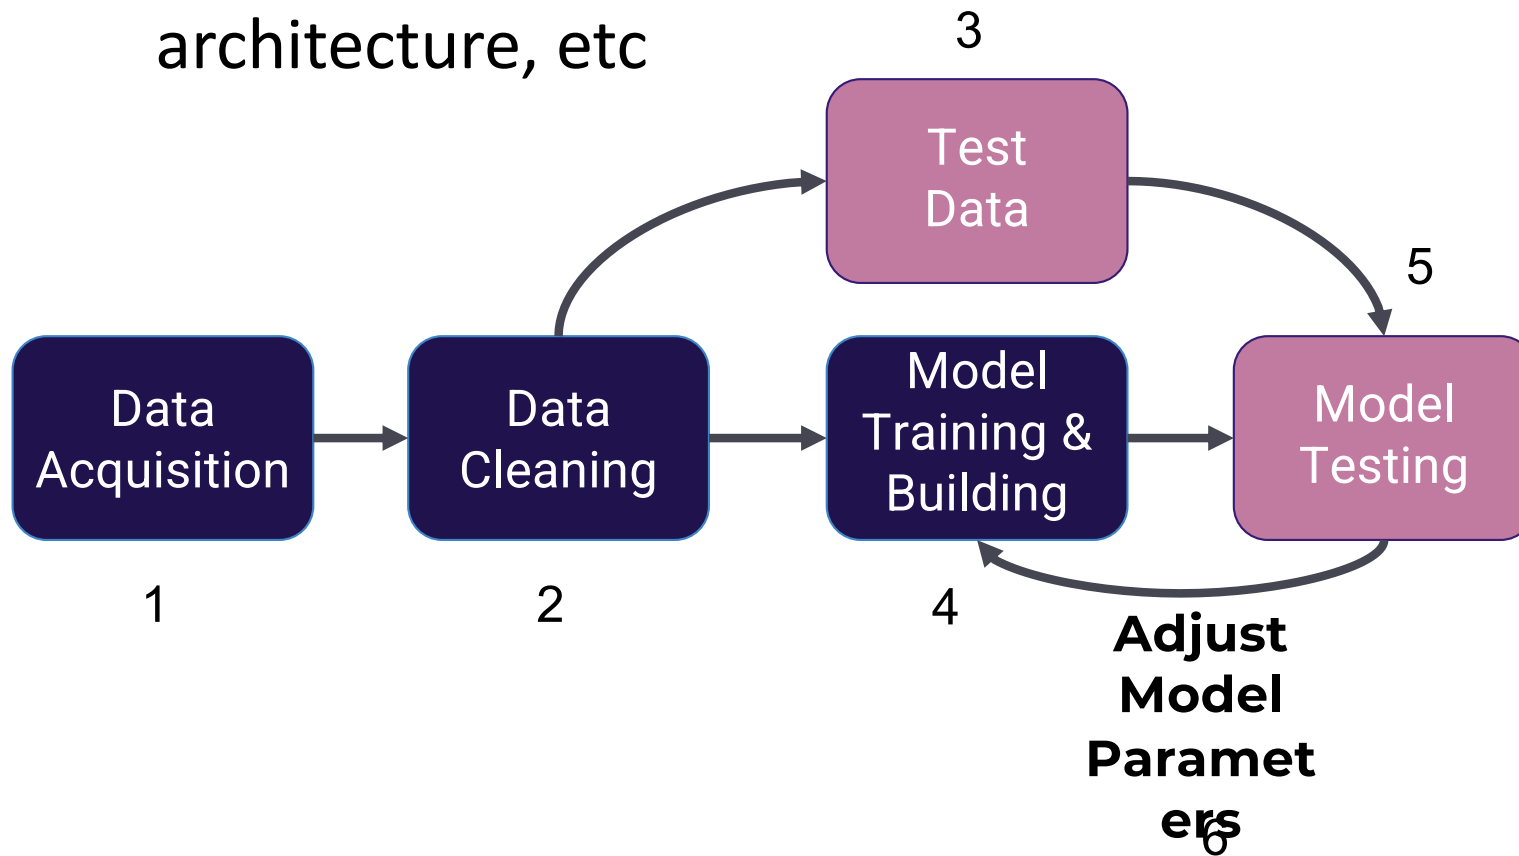 architecture, etc
3
Test
Data
5
Data
Acquisition
Data
Cleaning
Model
Training &
Building
Model
Testing
1
2
4
Adjust
Model
Paramet
ers
6